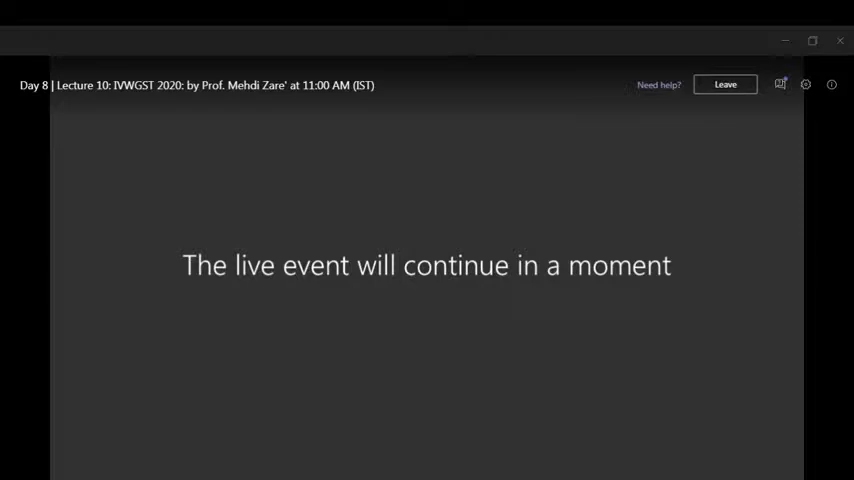 Day 8 | Lecture 10: IVWGST 2020: by Prof. Mehdi Zare' at 11:00 AM (IST)
Need help?
Leave
The live event will continue in a moment